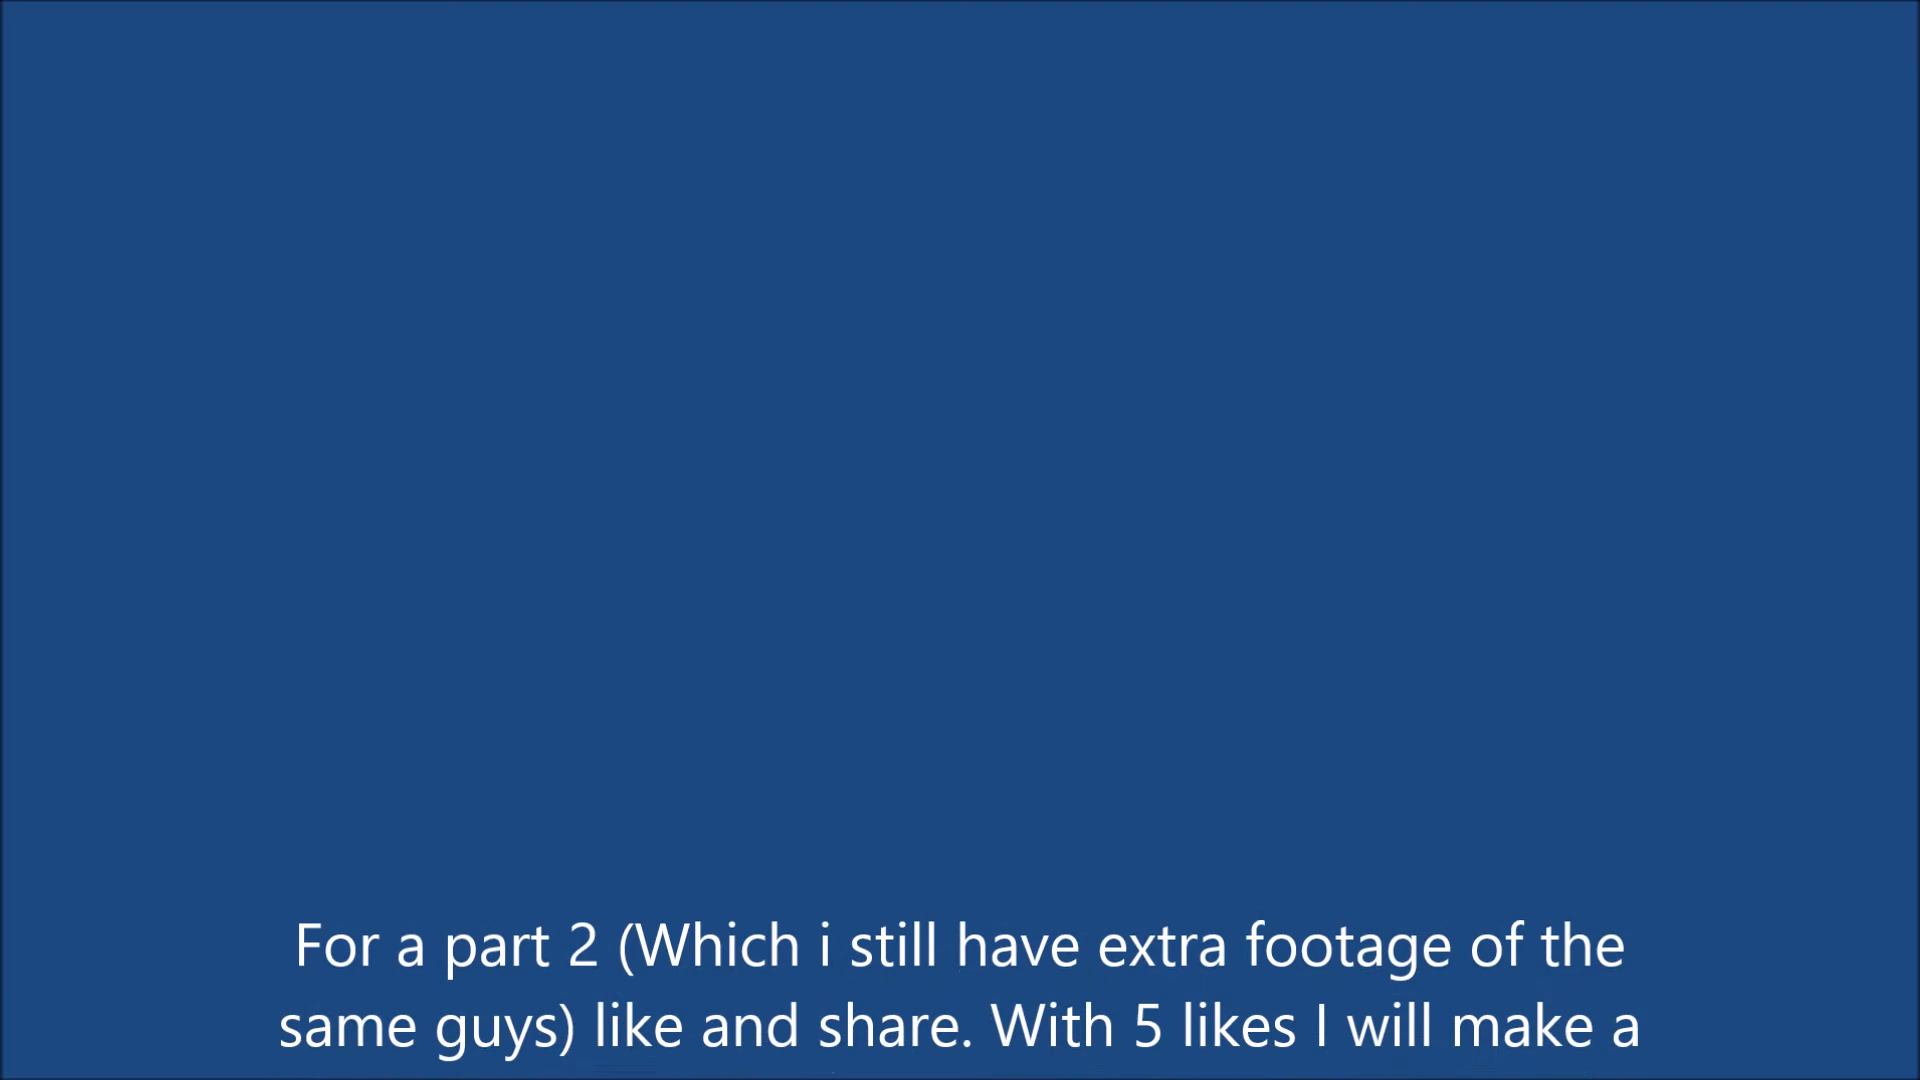 For a part 2 (Which i still have extra footage of the
same guys) like and share. With 5 likes I will make a